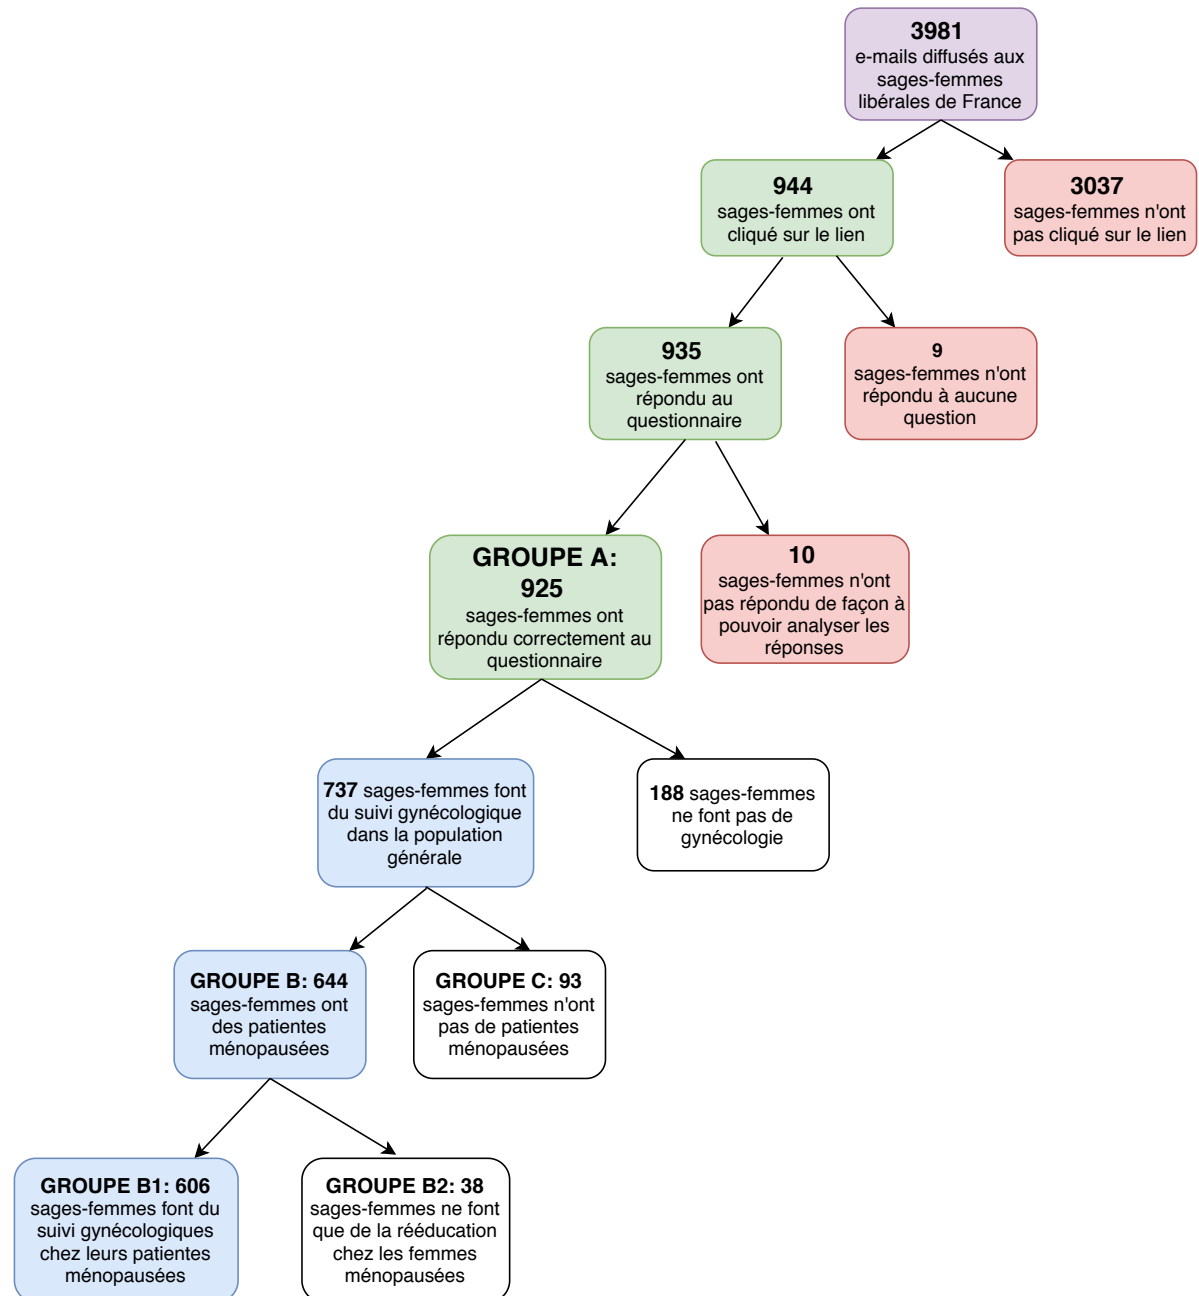 3981
e-mails diffusés aux
sages-femmes
libérales de France
944
sages-femmes ont
cliqué sur le lien
3037
sages-femmes n'ont
pas cliqué sur le lien
935
sages-femmes ont
répondu au
questionnaire
9
sages-femmes n'ont
répondu à aucune
question
GROUPE A:
925
sages-femmes ont
répondu correctement au
questionnaire
10
sages-femmes n'ont
pas répondu de façon à
pouvoir analyser les
réponses
737 sages-femmes font
du suivi gynécologique
dans la population
générale
188 sages-femmes
ne font pas de
gynécologie
GROUPE B: 644
sages-femmes ont
des patientes
ménopausées
GROUPE C: 93
sages-femmes n'ont
pas de patientes
ménopausées
GROUPE B1: 606
sages-femmes font du
suivi gynécologiques
chez leurs patientes
ménopausées
GROUPE B2: 38
sages-femmes ne font
que de la rééducation
chez les femmes
ménopausées